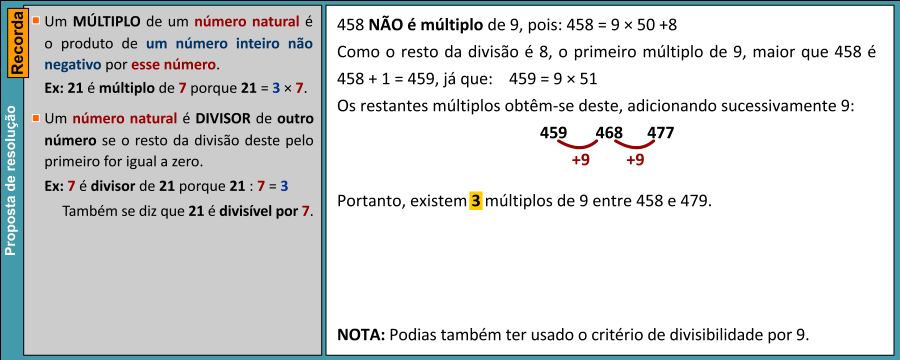 Proposta de resolução
Recorda
Um MÚLTIPLO de um número natural é
o produto de um número inteiro não
negativo por esse número.
Ex: 21 é múltiplo de 7 porque 21 = 3 × 7.
Um número natural é DIVISOR de outro
número se o resto da divisão deste pelo
primeiro for igual a zero.
Ex: 7 é divisor de 21 porque 21 : 7 = 3
Também se diz que 21 é divisível por 7.
458 NÃO é múltiplo de 9, pois: 458 = 9 × 50 +8
Como o resto da divisão é 8, o primeiro múltiplo de 9, maior que 458 é
458 + 1 = 459, já que: 459 = 9 × 51
Os restantes múltiplos obtêm-se deste, adicionando sucessivamente 9:
459 468 477
+9 +9
Portanto, existem 3 múltiplos de 9 entre 458 e 479.
NOTA: Podias também ter usado o critério de divisibilidade por 9.